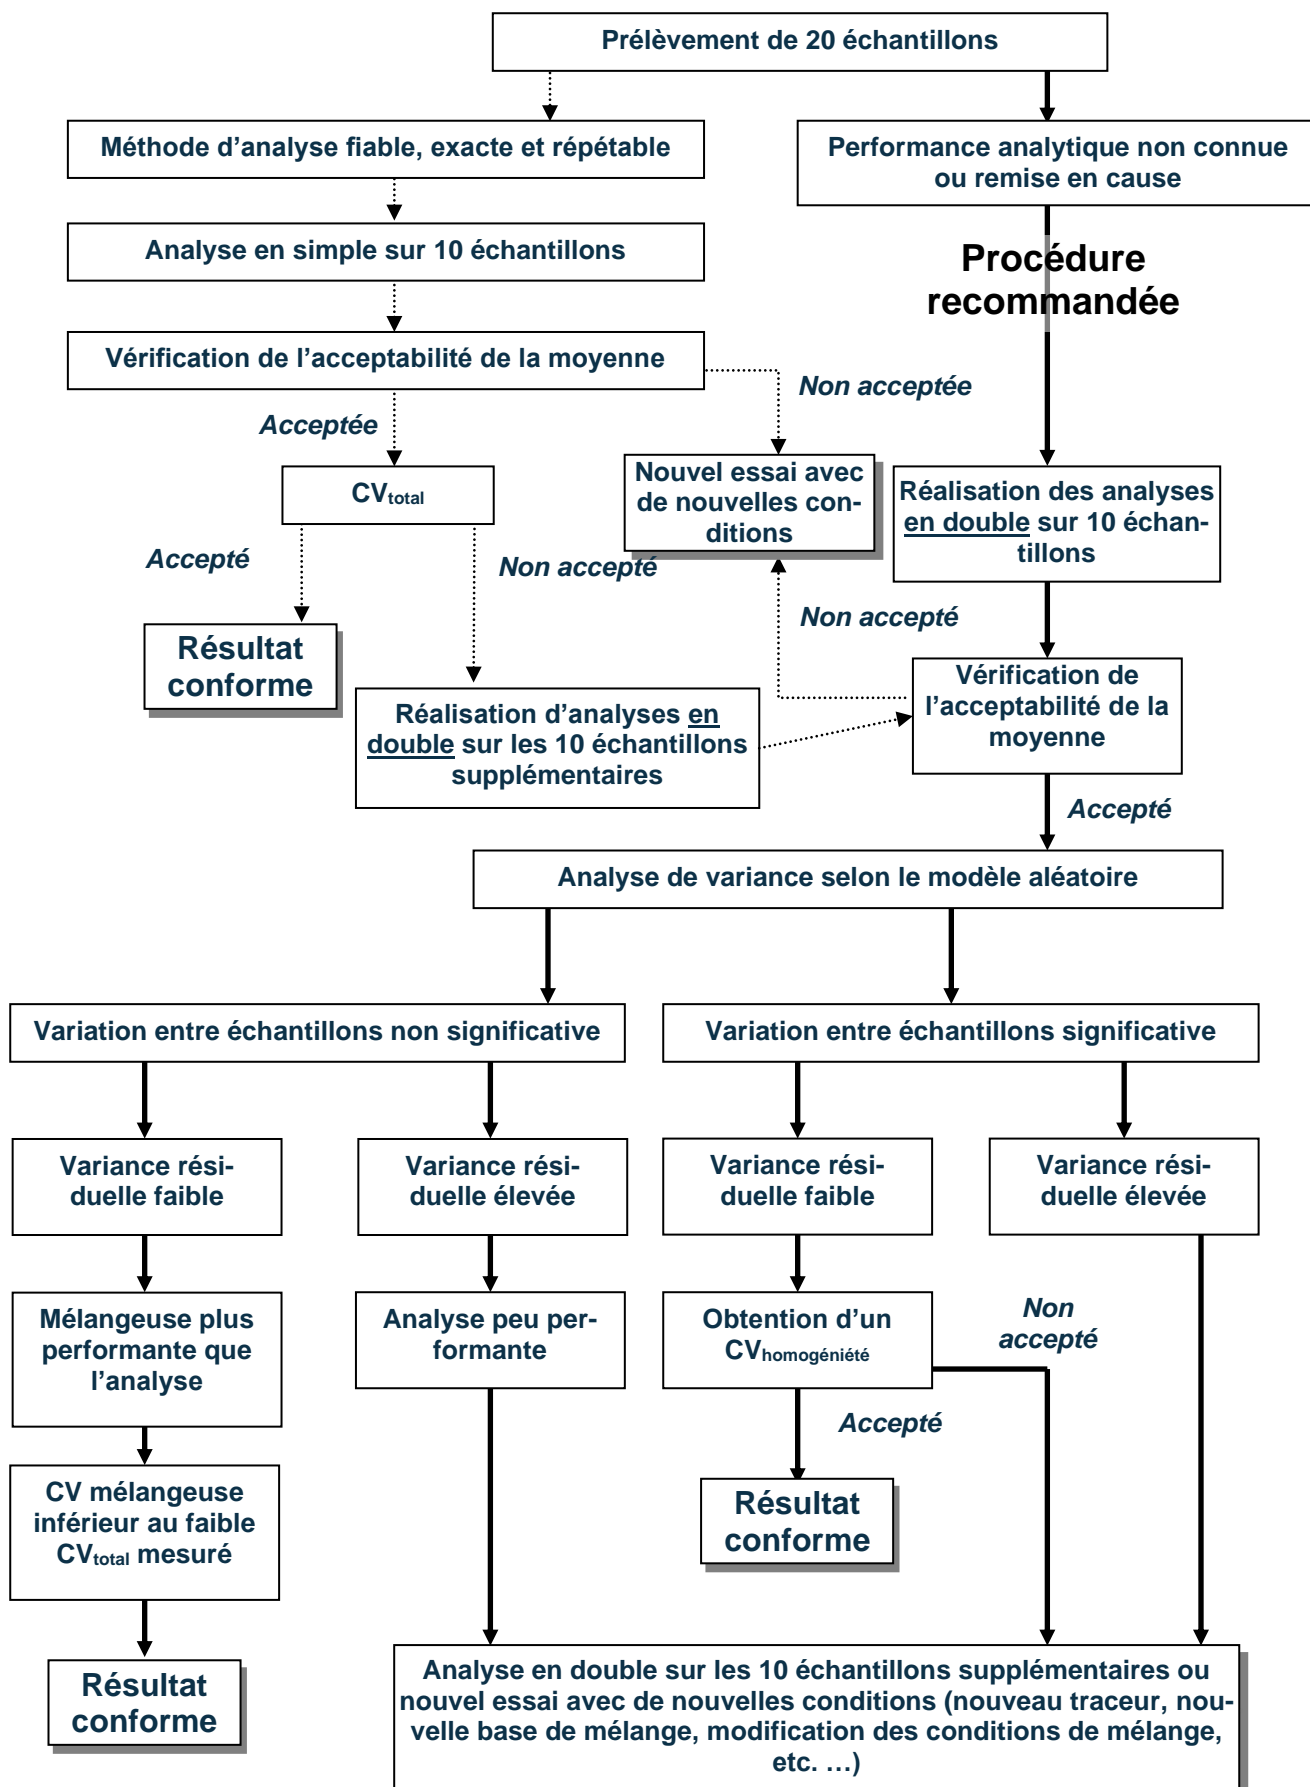 Prélèvement de 20 échantillons
Méthode d'analyse fiable, exacte et répétable
Performance analytique non connue
ou remise en cause
Analyse en simple sur 10 échantillons
Procédure
recommandée
Vérification de l'acceptabilité de la moyenne
Non acceptée
Acceptée
CVtotal
Nouvel essai avec
de nouvelles con-
ditions
Réalisation des analyses
en double sur 10 échan-
tillons
Accepté
Non accepté
Non accepté
Résultat
conforme
Vérification de
l'acceptabilité de la
moyenne
Réalisation d'analyses en
double sur les 10 échantillons
supplémentaires
Accepté
Analyse de variance selon le modèle aléatoire
Variation entre échantillons non significative
Variation entre échantillons significative
Variance rési-
duelle faible
Variance rési-
duelle élevée
Variance rési-
duelle faible
Variance rési-
duelle élevée
Mélangeuse plus
performante que
l'analyse
Analyse peu per-
formante
Obtention d'un
CVhomogéniété
Non
accepté
Accepté
CV mélangeuse
inférieur au faible
CVtotal mesuré
Résultat
conforme
Résultat
conforme
Analyse en double sur les 10 échantillons supplémentaires ou
nouvel essai avec de nouvelles conditions (nouveau traceur, nou-
velle base de mélange, modification des conditions de mélange,
etc. …)